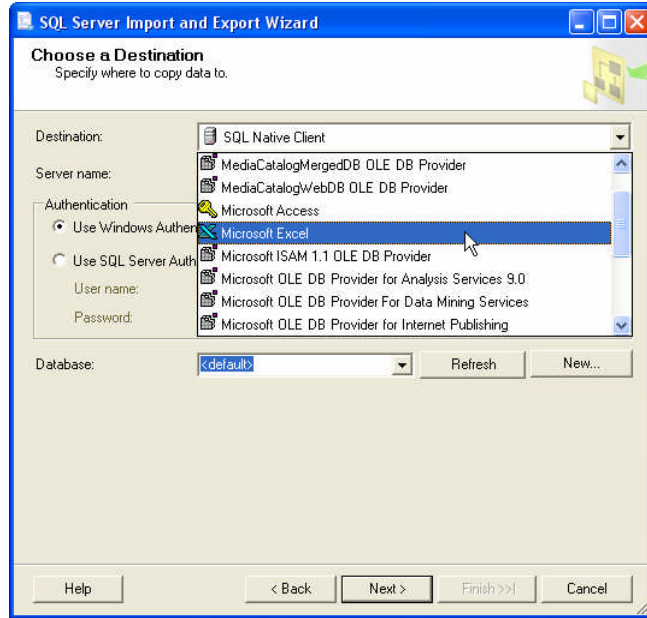 SQL Server Import and Export Wizard
Choose a Destination
Specify where to copy data to.
Destination:
SQL Native Client
Server name:
MediaCatalogMergedDB OLE DB Provider
MediaCatalogWebDB OLE DB Provider
Authentication
Microsoft Access
Use Windows Authen
Microsoft Excel
Microsoft ISAM 1.1 OLE DB Provider
Use SQL Server Auth
Microsoft OLE DB Provider for Analysis Services 9.0
User name:
Microsoft OLE DB Provider For Data Mining Services
Password:
Microsoft OLE DB Provider for Internet Publishing
Database:
<default>
Refresh
New...
Help
< Back
Next >
Finish >>|
Cancel